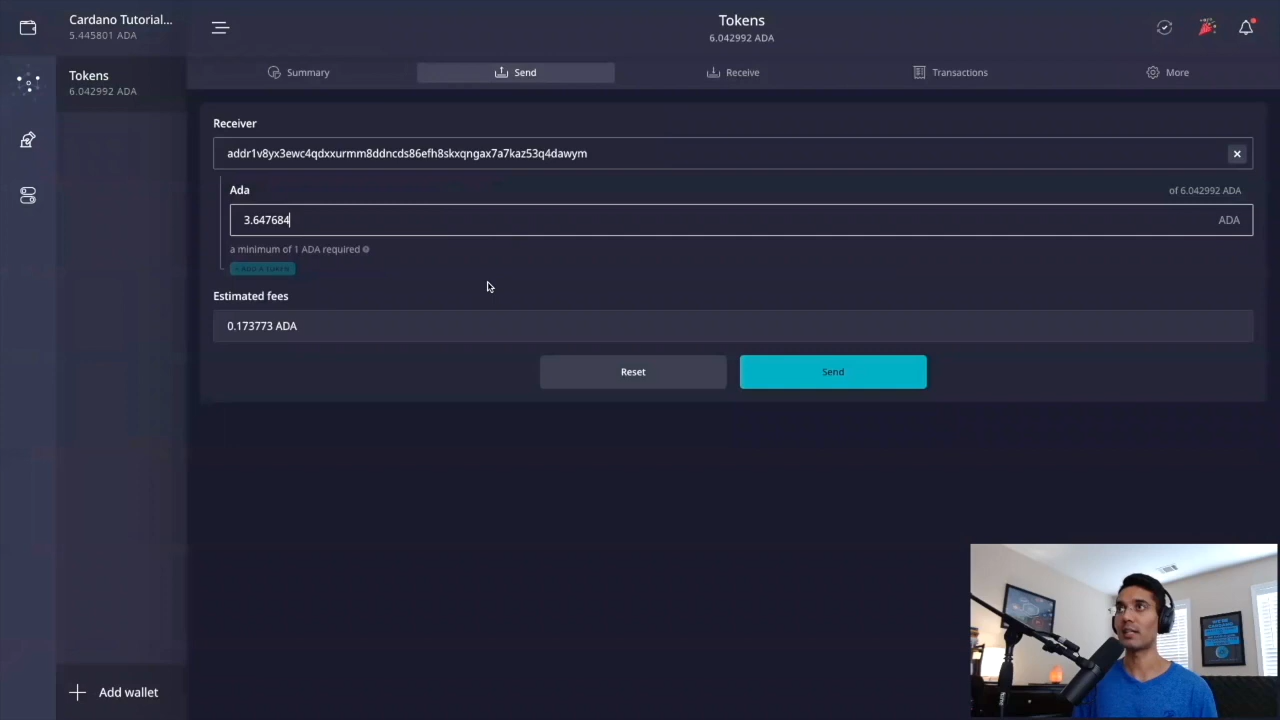 Cardano Tutorial...
5.445801 ADA
Tokens
6.042992 ADA
Tokens
6.042992 ADA
Summary
Send
Receive
Transactions
More
Receiver
addr1v8yx3ewc4qdxxurmm8ddncds86efh8skxqngax7a7kaz53q4dawym
Ada
of 6.042992 ADA
3.647684
ADA
a minimum of 1 ADA required
+ ADD A TOKEN
Estimated fees
0.173773 ADA
Reset
Send
Add wallet